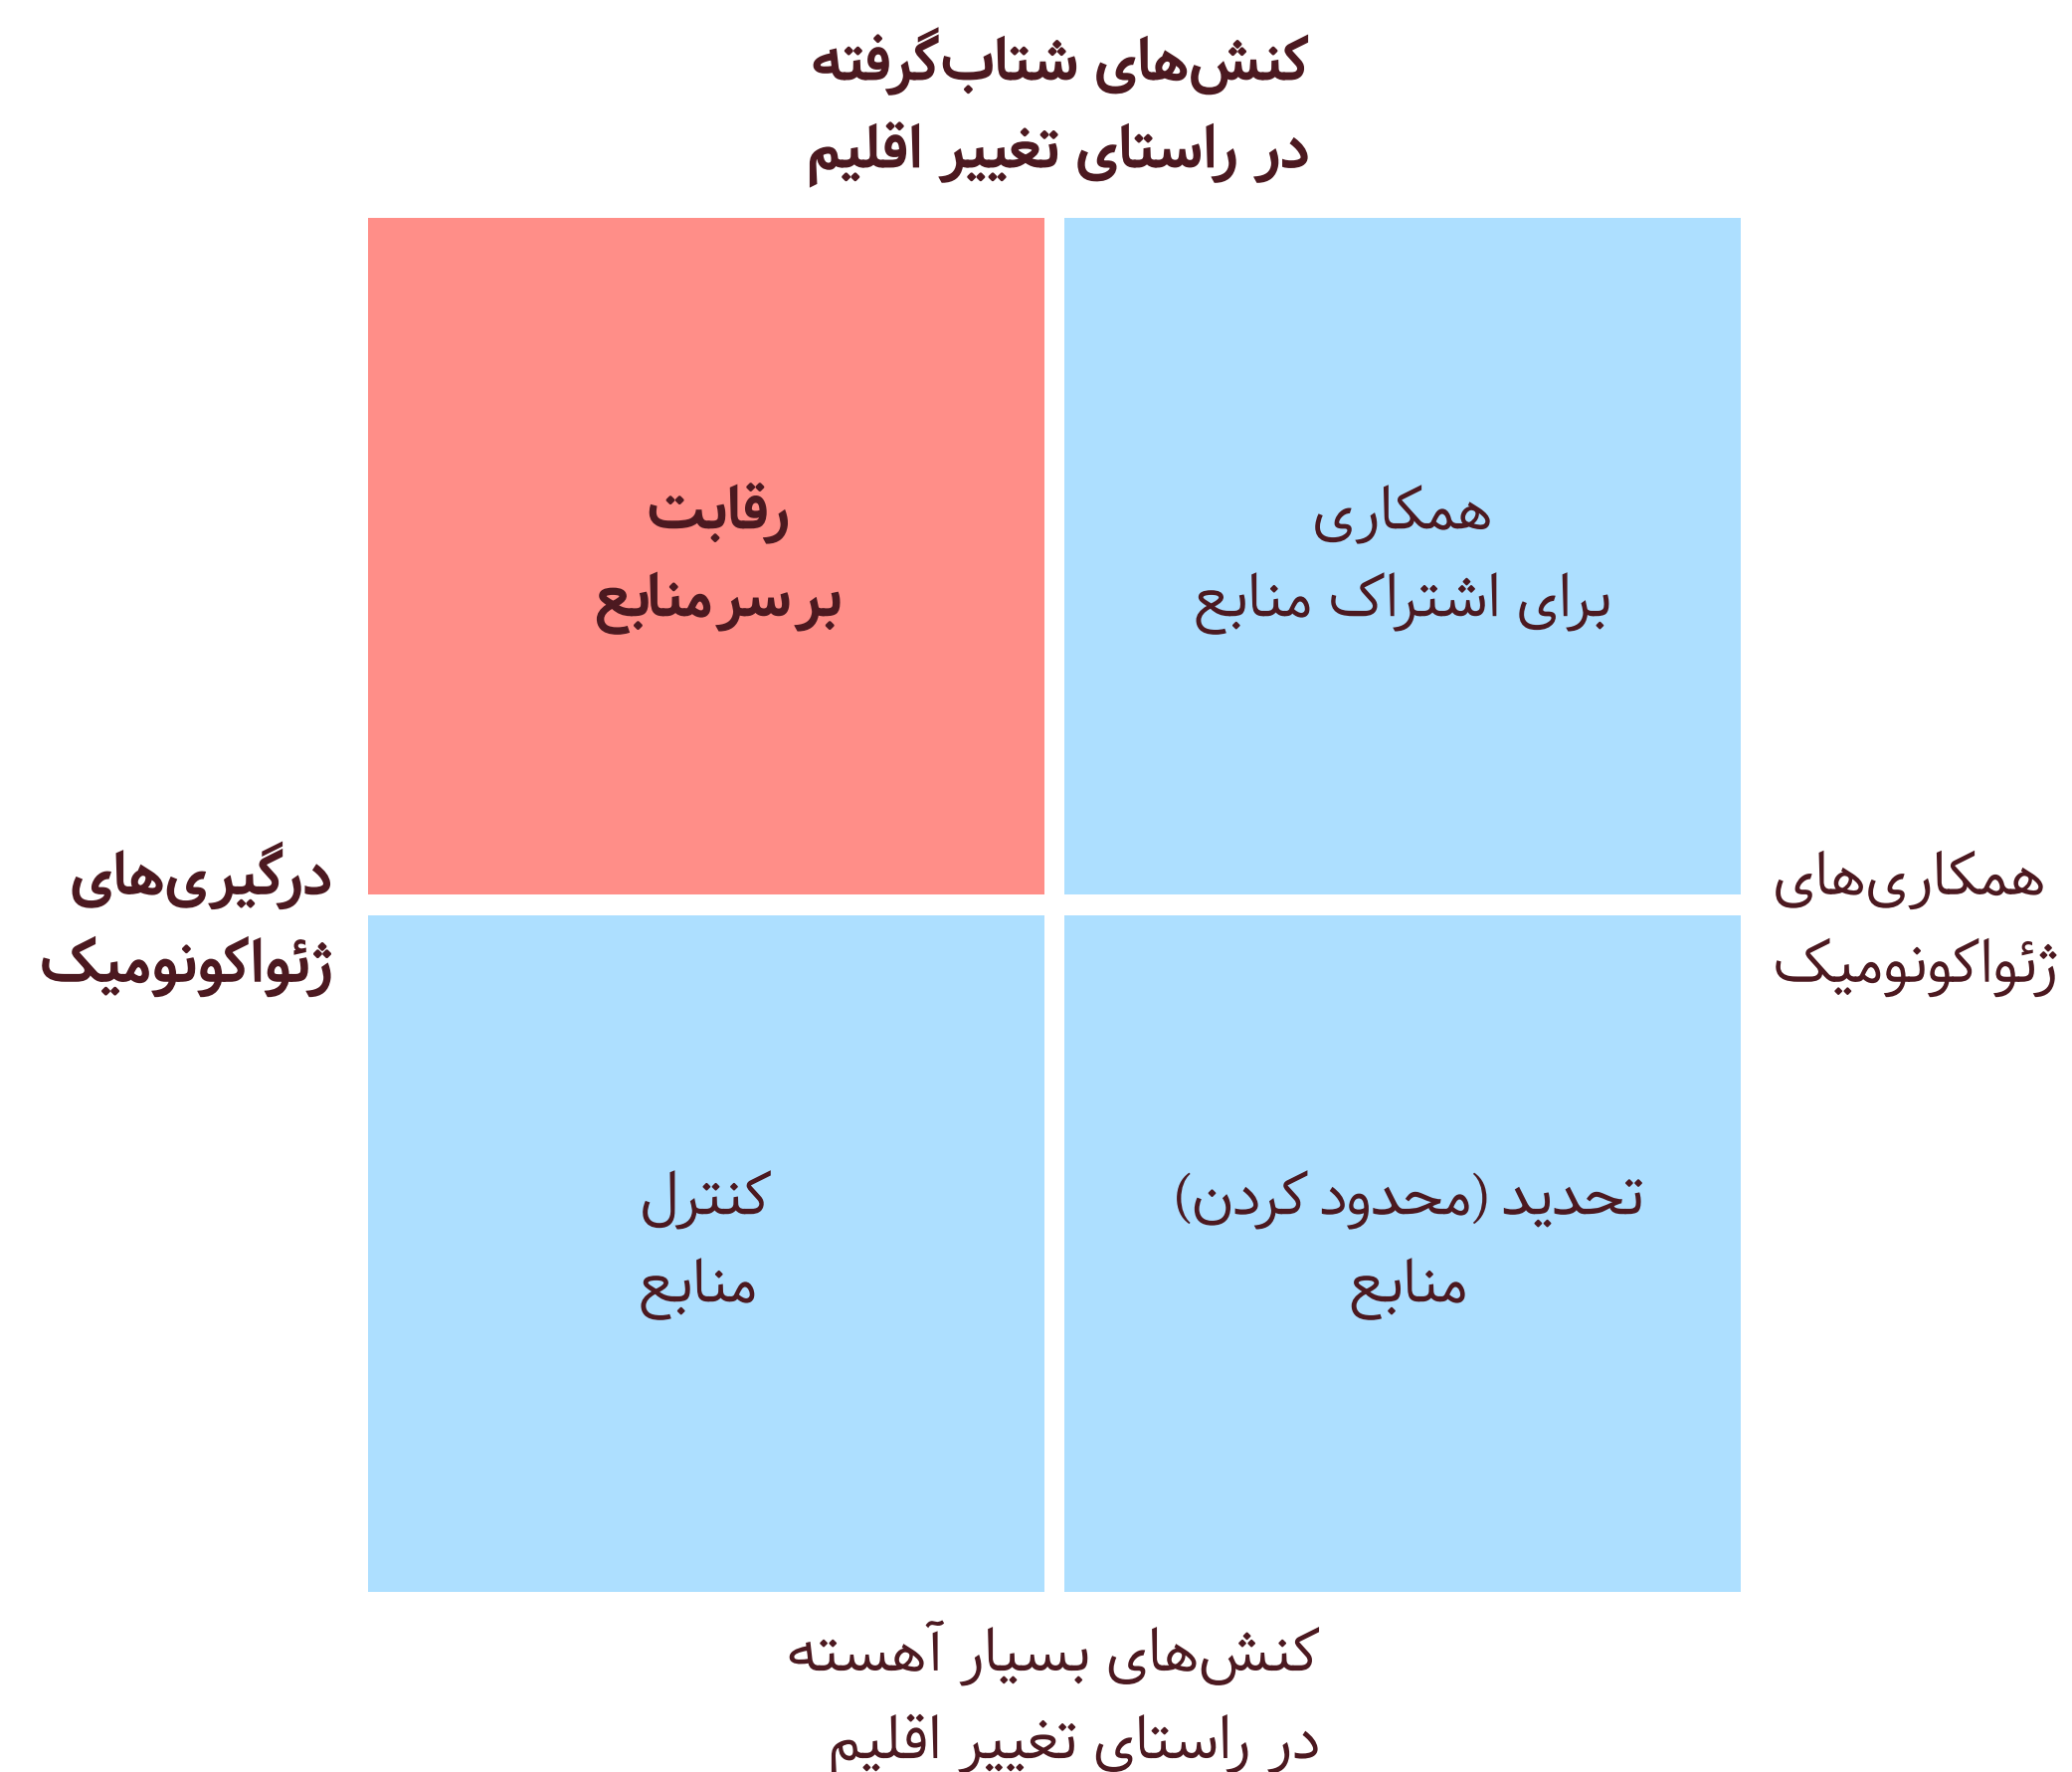 کنش‌های شتاب‌گرفته
در راستای تغییر اقلیم
همکاری
برای اشتراک منابع
رقابت
بر سر منابع
همکاری‌های
ژئواکونومیک
درگیری‌های
ژئواکونومیک
تحدید (محدود کردن)
منابع
کنترل
منابع
کنش‌های بسیار آهسته
در راستای تغییر اقلیم